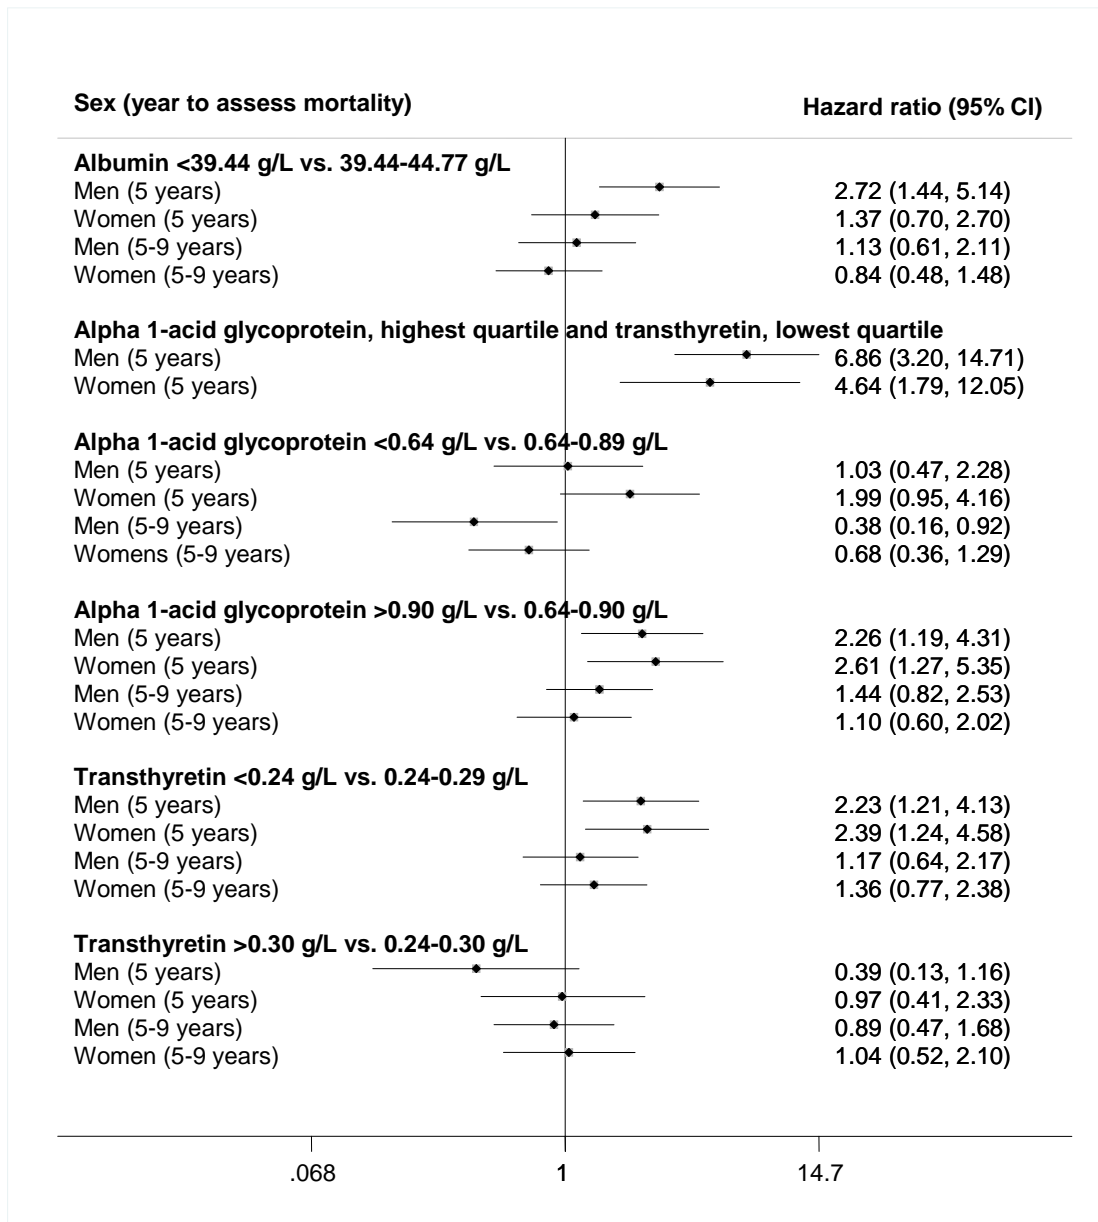 Sex (year to assess mortality) Hazard ratio (95% CI)
Albumin <39.44 g/L vs. 39.44-44.77 g/L
Men (5 years) 2.72 (1.44, 5.14)
Women (5 years) 1.37 (0.70, 2.70)
Men (5-9 years) 1.13 (0.61, 2.11)
Women (5-9 years) 0.84 (0.48, 1.48)
Alpha 1-acid glycoprotein, highest quartile and transthyretin, lowest quartile
Men (5 years) 6.86 (3.20, 14.71)
Women (5 years) 4.64 (1.79, 12.05)
Alpha 1-acid glycoprotein <0.64 g/L vs. 0.64-0.89 g/L
Men (5 years) 1.03 (0.47, 2.28)
Women (5 years) 1.99 (0.95, 4.16)
Men (5-9 years) 0.38 (0.16, 0.92)
Womens (5-9 years) 0.68 (0.36, 1.29)
Alpha 1-acid glycoprotein >0.90 g/L vs. 0.64-0.90 g/L
Men (5 years) 2.26 (1.19, 4.31)
Women (5 years) 2.61 (1.27, 5.35)
Men (5-9 years) 1.44 (0.82, 2.53)
Women (5-9 years) 1.10 (0.60, 2.02)
Transthyretin <0.24 g/L vs. 0.24-0.29 g/L
Men (5 years) 2.23 (1.21, 4.13)
Women (5 years) 2.39 (1.24, 4.58)
Men (5-9 years) 1.17 (0.64, 2.17)
Women (5-9 years) 1.36 (0.77, 2.38)
Transthyretin >0.30 g/L vs. 0.24-0.30 g/L
Men (5 years) 0.39 (0.13, 1.16)
Women (5 years) 0.97 (0.41, 2.33)
Men (5-9 years) 0.89 (0.47, 1.68)
Women (5-9 years) 1.04 (0.52, 2.10)
.068 1 14.7